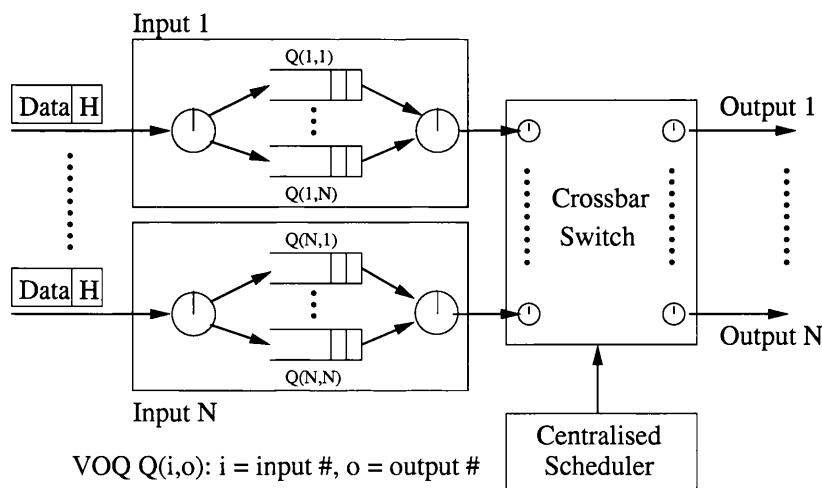 Input 1
Q(1,1)
Data H
Q(1,N)
Output 1
Crossbar
Switch
Q(N,1)
Data H
Q(N,N)
Output N
Input N
Centralised
Scheduler
VOQ Q(i,o): i = input #, o = output #